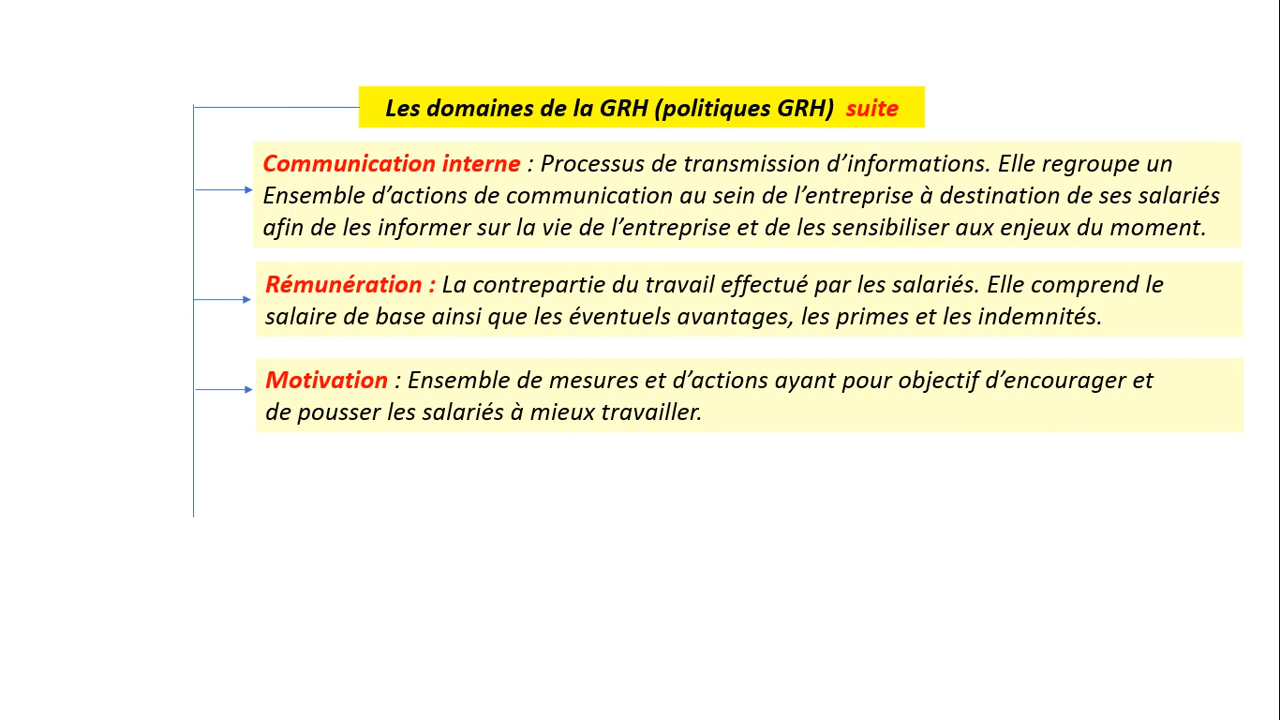 Les domaines de la GRH (politiques GRH) suite
Communication interne : Processus de transmission d’informations. Elle regroupe un
Ensemble d’actions de communication au sein de l’entreprise à destination de ses salariés
afin de les informer sur la vie de l’entreprise et de les sensibiliser aux enjeux du moment.
Rémunération : La contrepartie du travail effectué par les salariés. Elle comprend le
salaire de base ainsi que les éventuels avantages, les primes et les indemnités.
Motivation : Ensemble de mesures et d’actions ayant pour objectif d’encourager et
de pousser les salariés à mieux travailler.